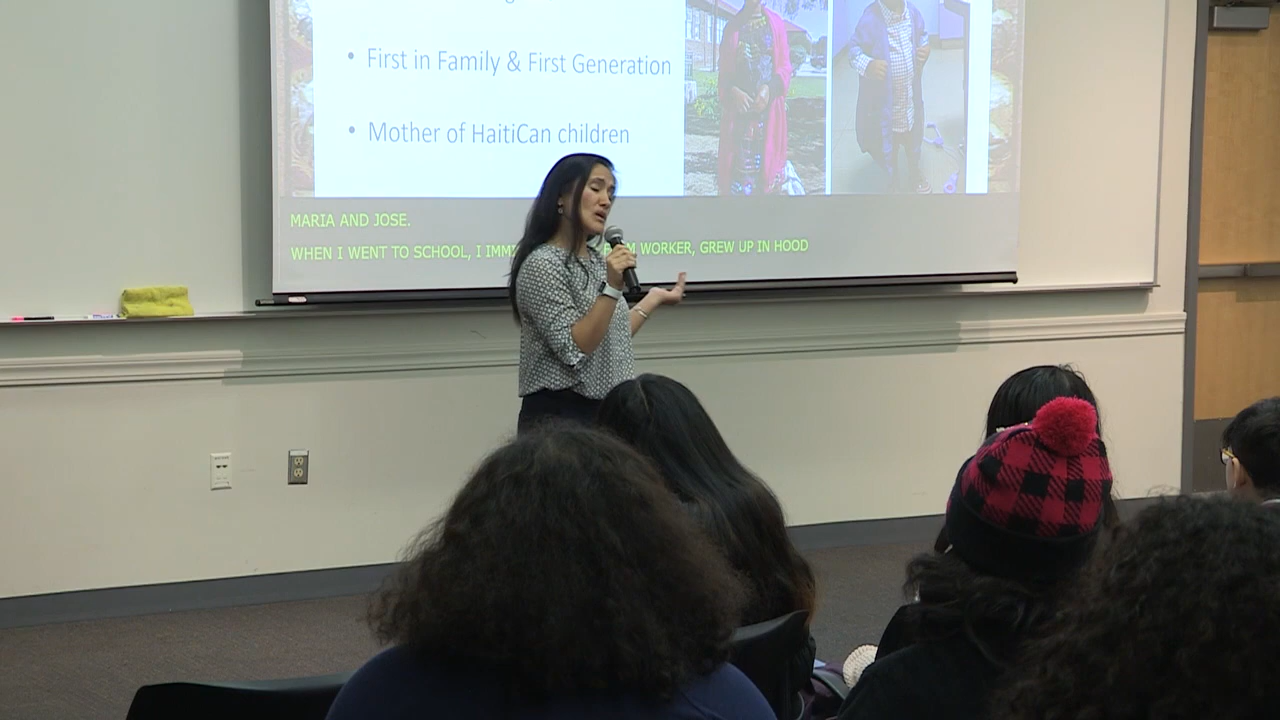 • First in Family & First Generation
• Mother of HaitiCan children
MARIA AND JOSE.
WHEN I WENT TO SCHOOL, I WORKER, GREW UP IN HOOD